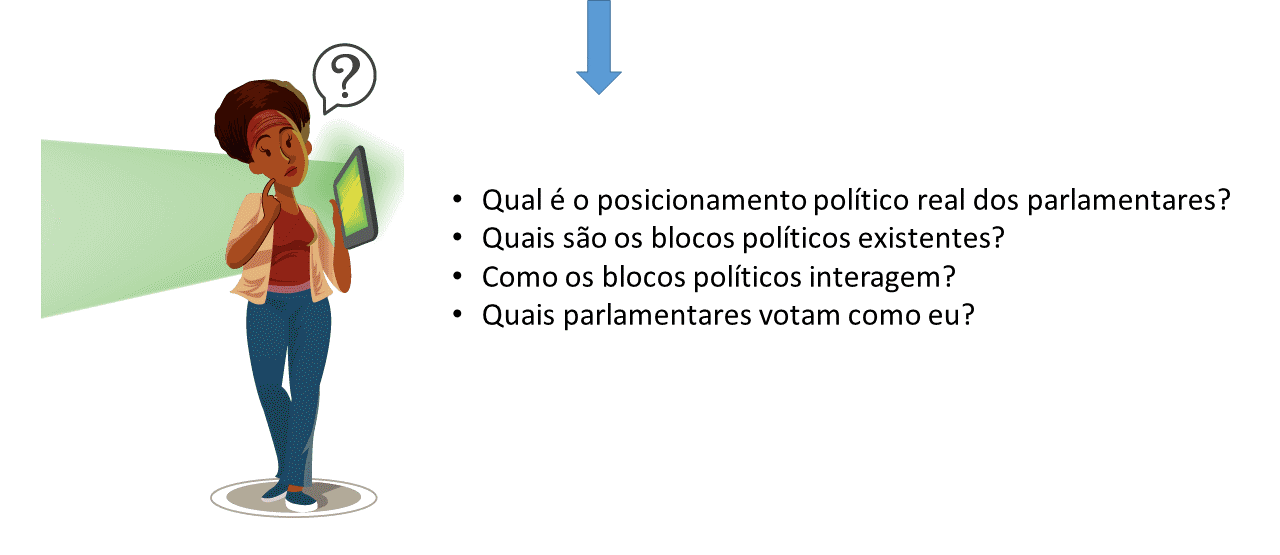 ?
• Qual é o posicionamento político real dos parlamentares?
• Quais são os blocos políticos existentes?
• Como os blocos políticos interagem?
• Quais parlamentares votam como eu?